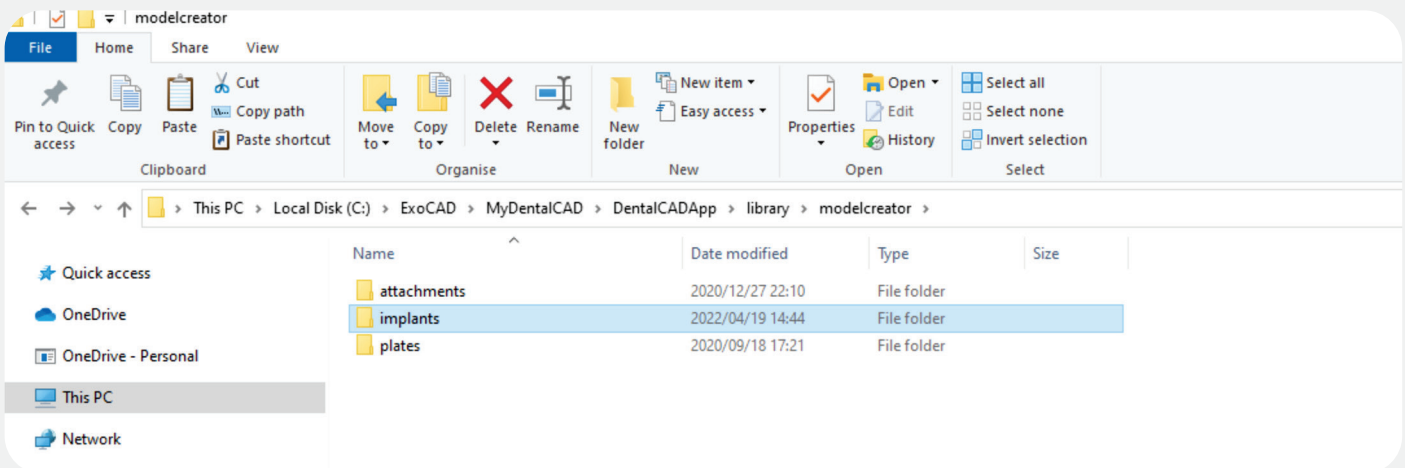 modelcreator
File Home Share View
Pin to Quick access
Copy
Paste
Cut
Copy path
Paste shortcut
Clipboard
Move to
Copy to
Delete
Rename
Organise
New folder
New item
Easy access
New
Properties
Open
Edit
History
Open
Select all
Select none
Invert selection
Select
This PC > Local Disk (C:) > ExoCAD > MyDentalCAD > DentalCADApp > library > modelcreator >
Quick access
OneDrive
OneDrive - Personal
This PC
Network
Name Date modified Type Size
attachments 2020/12/27 22:10 File folder
implants 2022/04/19 14:44 File folder
plates 2020/09/18 17:21 File folder